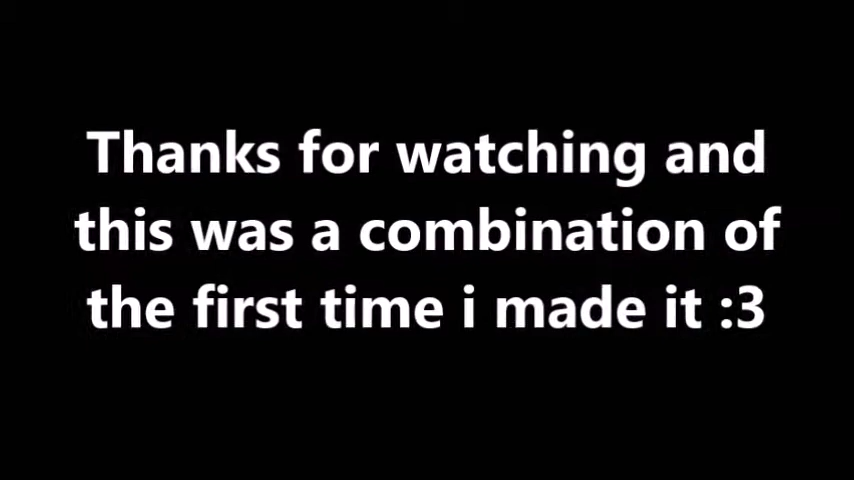 Thanks for watching and
this was a combination of
the first time i made it :3